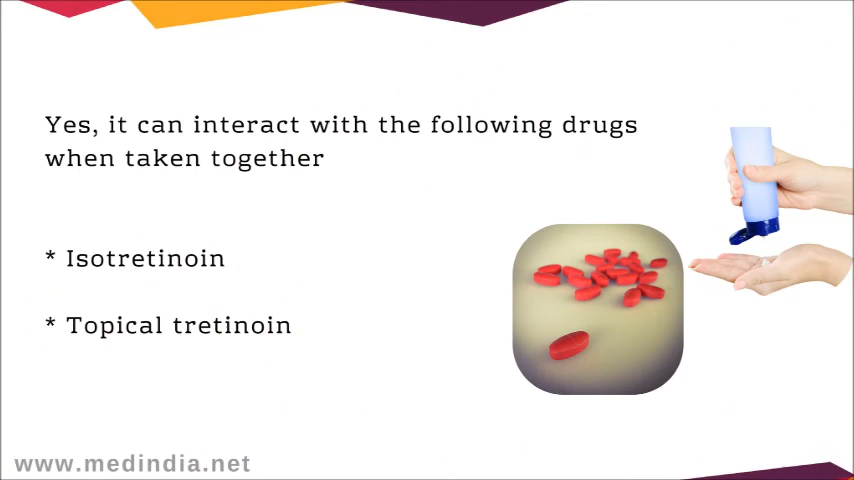 Yes, it can interact with the following drugs
when taken together
* Isotretinoin
* Topical tretinoin
www.medindia.net